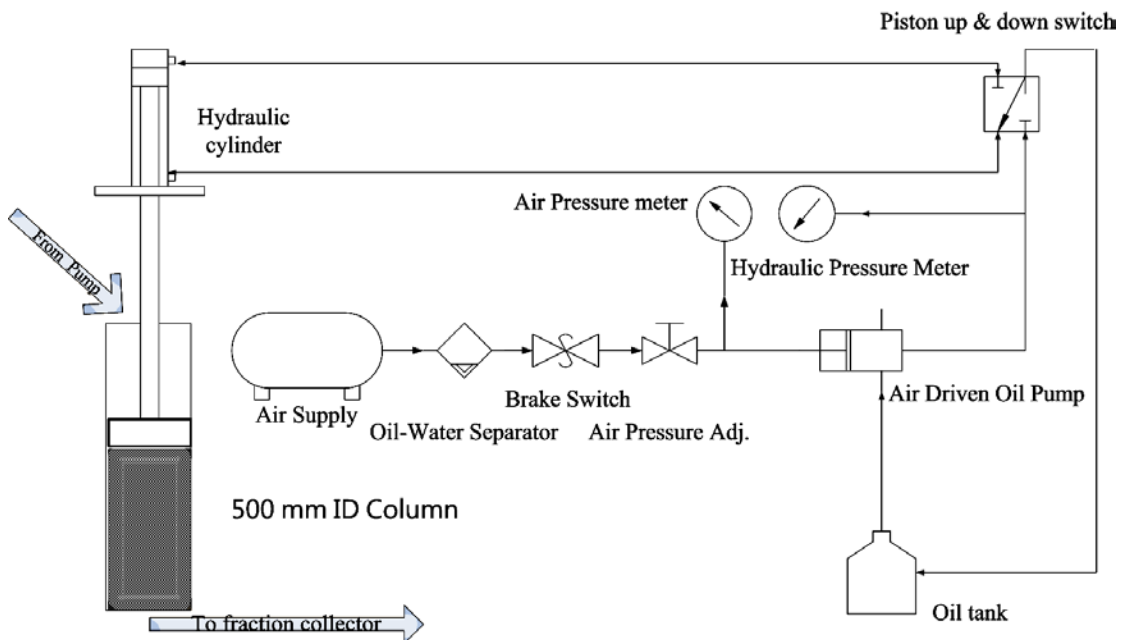 Piston up & down switch
Hydraulic
cylinder
Air Pressure meter
From Pump
Hydraulic Pressure Meter
Air Supply
Brake Switch
Air Driven Oil Pump
Oil-Water Separator
Air Pressure Adj.
500 mm ID Column
Oil tank
To fraction collector